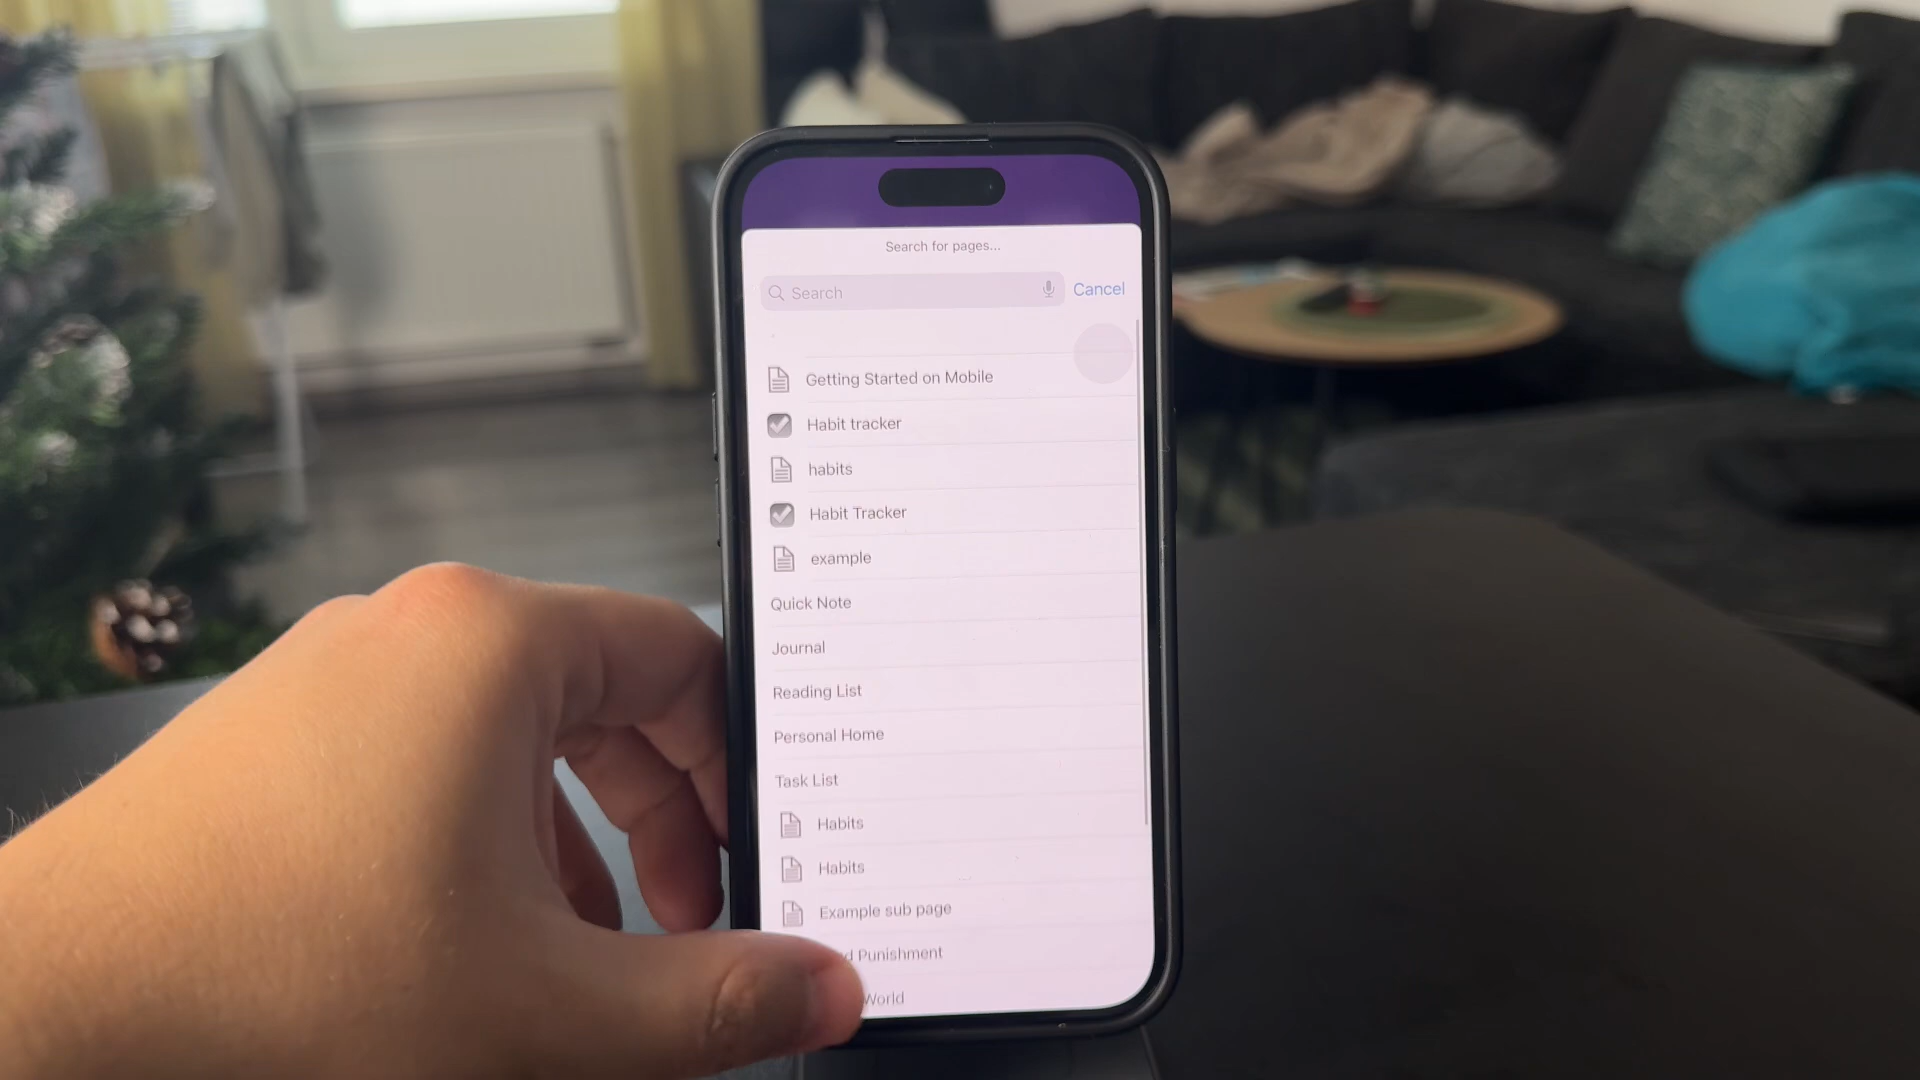 Search for pages...
Search
Cancel
Getting Started on Mobile
Habit tracker
habits
Habit Tracker
example
Quick Note
Journal
Reading List
Personal Home
Task List
Habits
Habits
Example sub page
Punishment
World